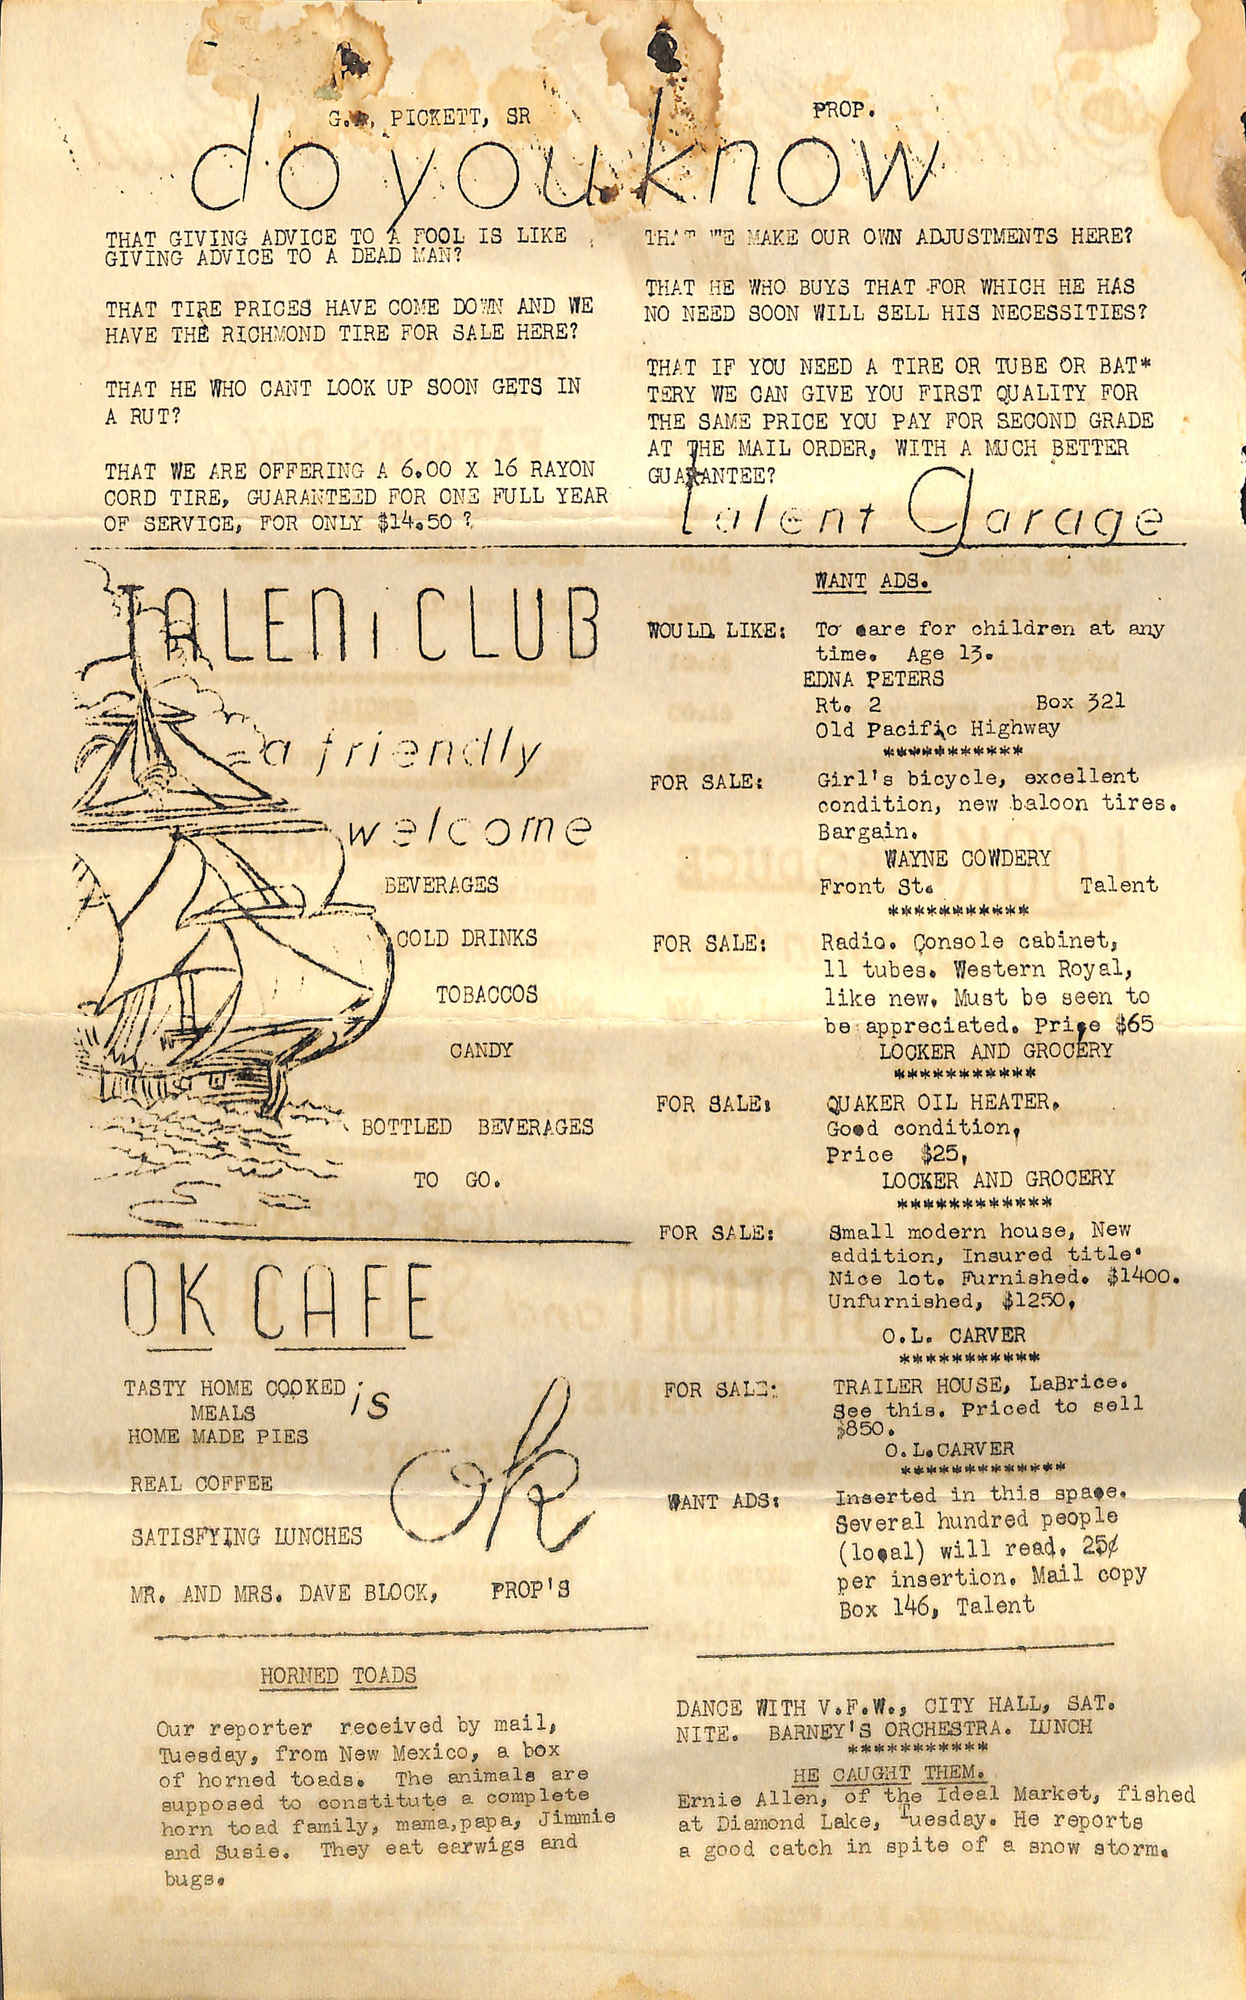 G. PICKETT, SR PROP.
do you know
THAT GIVING ADVICE TO A FOOL IS LIKE
GIVING ADVICE TO A DEAD MAN?
THAT TIRE PRICES HAVE COME DOWN AND WE
HAVE THE RICHMOND TIRE FOR SALE HERE?
THAT HE WHO CANT LOOK UP SOON GETS IN
A RUT?
THAT WE ARE OFFERING A 6.00 X 16 RAYON
CORD TIRE, GUARANTEED FOR ONE FULL YEAR
OF SERVICE, FOR ONLY $14.50 ?
THAT WE MAKE OUR OWN ADJUSTMENTS HERE?
THAT HE WHO BUYS THAT FOR WHICH HE HAS
NO NEED SOON WILL SELL HIS NECESSITIES?
THAT IF YOU NEED A TIRE OR TUBE OR BAT*
TERY WE CAN GIVE YOU FIRST QUALITY FOR
THE SAME PRICE YOU PAY FOR SECOND GRADE
AT THE MAIL ORDER, WITH A MUCH BETTER
GUARANTEE?
Talent Garage
TALENT CLUB
a friendly
welcome
BEVERAGES
COLD DRINKS
TOBACCOS
CANDY
BOTTLED BEVERAGES
TO GO.
OK CAFE
TASTY HOME COOKED
MEALS
is
HOME MADE PIES
Ok
REAL COFFEE
SATISFYING LUNCHES
MR. AND MRS. DAVE BLOCK, PROP'S
HORNED TOADS
Our reporter received by mail,
Tuesday, from New Mexico, a box
of horned toads. The animals are
supposed to constitute a complete
horn toad family, mama,papa, Jimmie
and Susie. They eat earwigs and
bugs.
WANT ADS.
WOULD LIKE: To care for children at any
time. Age 13.
EDNA PETERS
Rt. 2 Box 321
Old Pacific Highway
***********
FOR SALE: Girl's bicycle, excellent
condition, new baloon tires.
Bargain.
WAYNE COWDERY
Front St. Talent
***********
FOR SALE: Radio. Console cabinet,
11 tubes. Western Royal,
like new. Must be seen to
be appreciated. Price $65
LOCKER AND GROCERY
***********
FOR SALE: QUAKER OIL HEATER.
Good condition,
Price $25,
LOCKER AND GROCERY
************
FOR SALE: Small modern house, New
addition, Insured title.
Nice lot. Furnished. $1400.
Unfurnished, $1250,
O.L. CARVER
***********
FOR SALE: TRAILER HOUSE, LaBrice.
See this. Priced to sell
$850.
O.L.CARVER
*************
WANT ADS: Inserted in this space.
Several hundred people
(local) will read. 25¢
per insertion. Mail copy
Box 146, Talent
DANCE WITH V.F.W., CITY HALL, SAT.
NITE. BARNEY'S ORCHESTRA. LUNCH
***********
HE CAUGHT THEM.
Ernie Allen, of the Ideal Market, fished
at Diamond Lake, Tuesday. He reports
a good catch in spite of a snow storm.